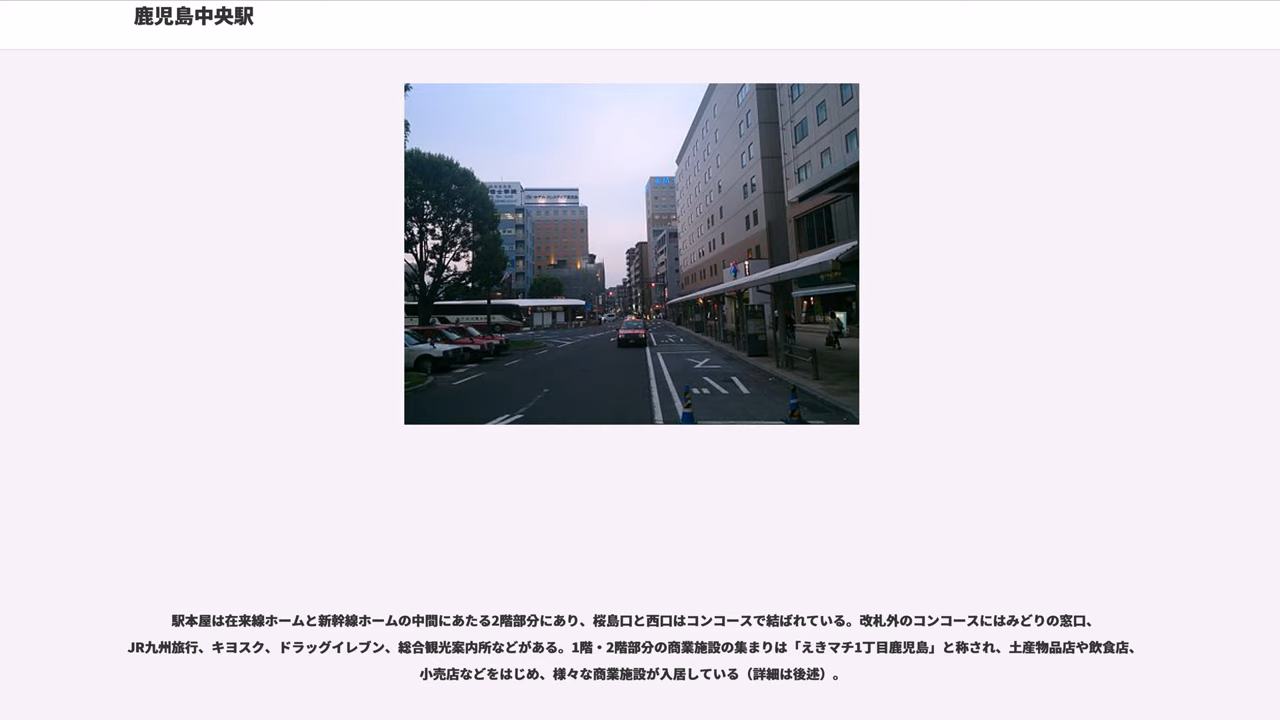 鹿児島中央駅
駅本屋は在来線ホームと新幹線ホームの中間にあたる2階部分にあり、桜島口と西口はコンコースで結ばれている。改札外のコンコースにはみどりの窓口、
JR九州旅行、キヨスク、ドラッグイレブン、総合観光案内所などがある。1階・2階部分の商業施設の集まりは「えきマチ1丁目鹿児島」と称され、土産物品店や飲食店、
小売店などをはじめ、様々な商業施設が入居している（詳細は後述）。